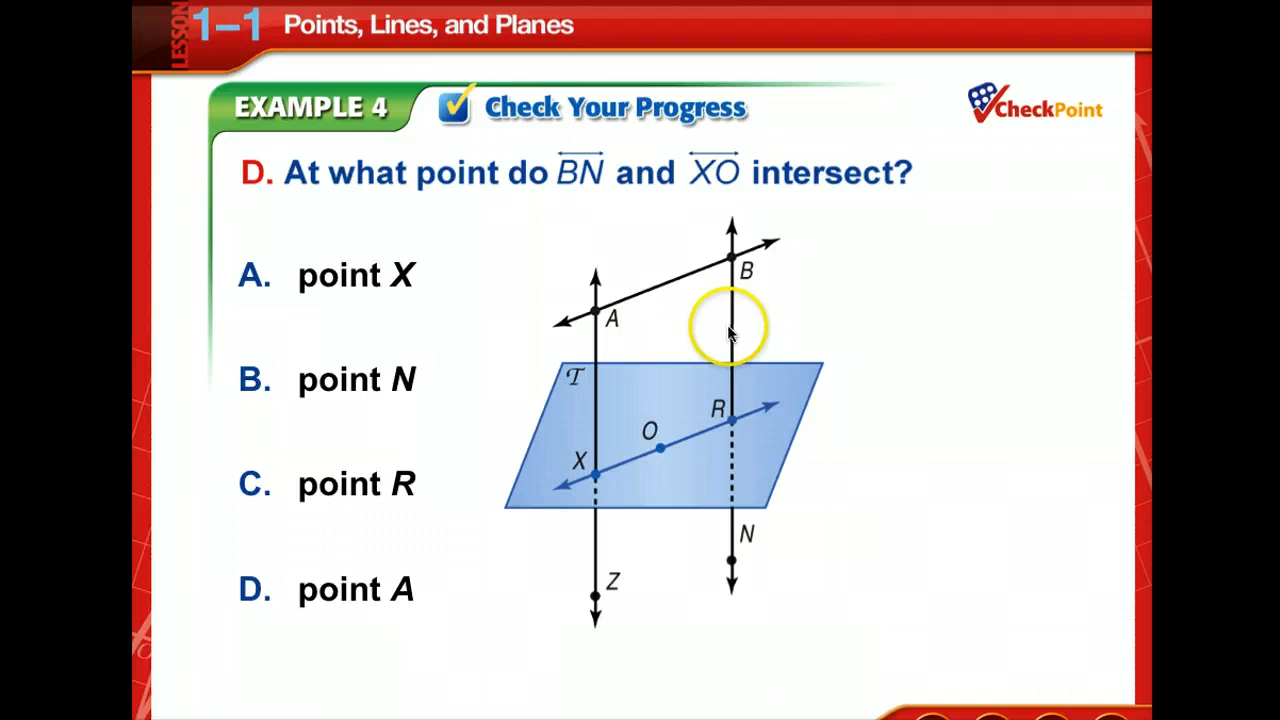 LESSON
1–1 Points, Lines, and Planes
EXAMPLE 4 Check Your Progress
CheckPoint
D. At what point do BN and XO intersect?
A. point X
B. point N
C. point R
D. point A
B
A
T
R
O
X
N
Z